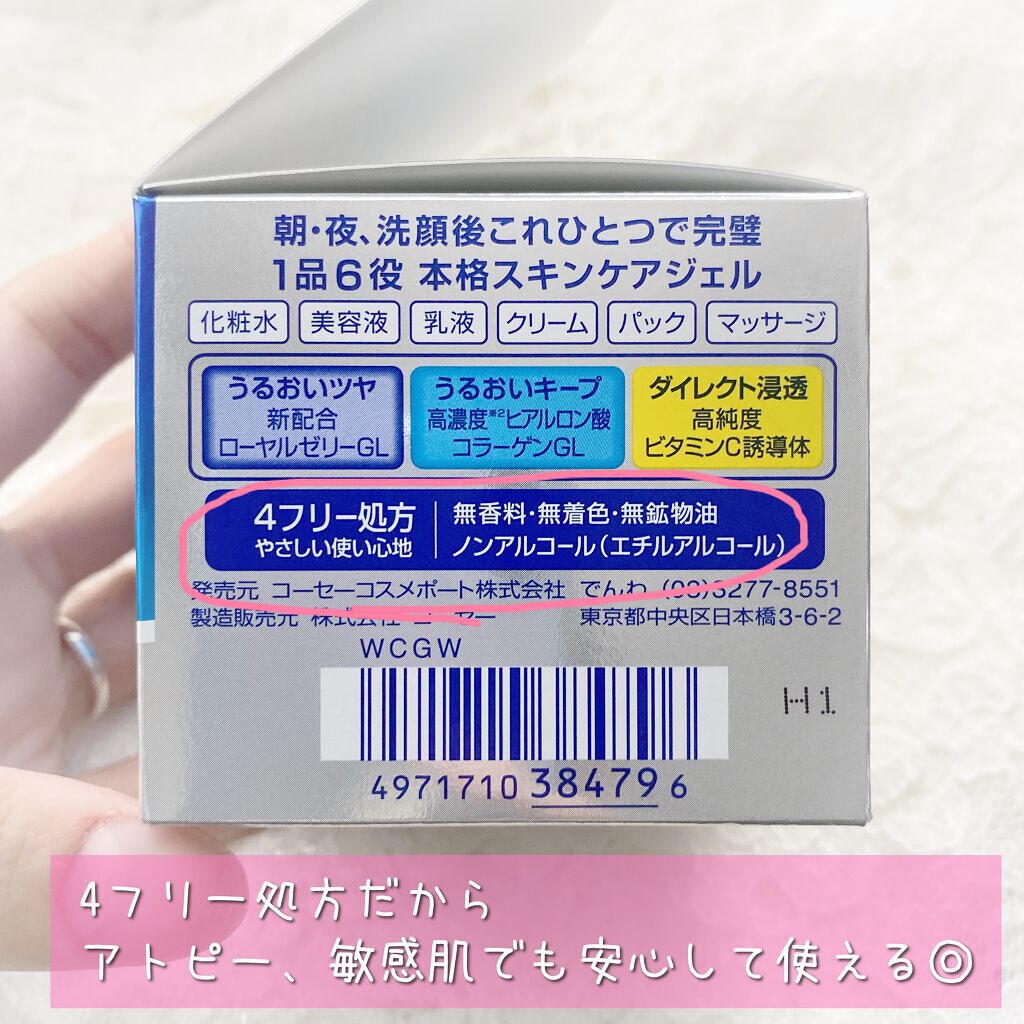 朝・夜、洗顔後これひとつで完璧
1品6役 本格スキンケアジェル
化粧水 美容液 乳液 クリーム パック マッサージ
うるおいツヤ
新配合
ローヤルゼリーGL
うるおいキープ
高濃度※2ヒアルロン酸
コラーゲンGL
ダイレクト浸透
高純度
ビタミンC誘導体
4フリー処方
やさしい使い心地
無香料・無着色・無鉱物油
ノンアルコール(エチルアルコール)
発売元 コーセーコスメポート株式会社 でんわ (03)3277-8551
製造販売元 株式会社 コーセー 東京都中央区日本橋3-6-2
WCGW
H1
4971710 384796
4フリー処方だから
アトピー、敏感肌でも安心して使える◎